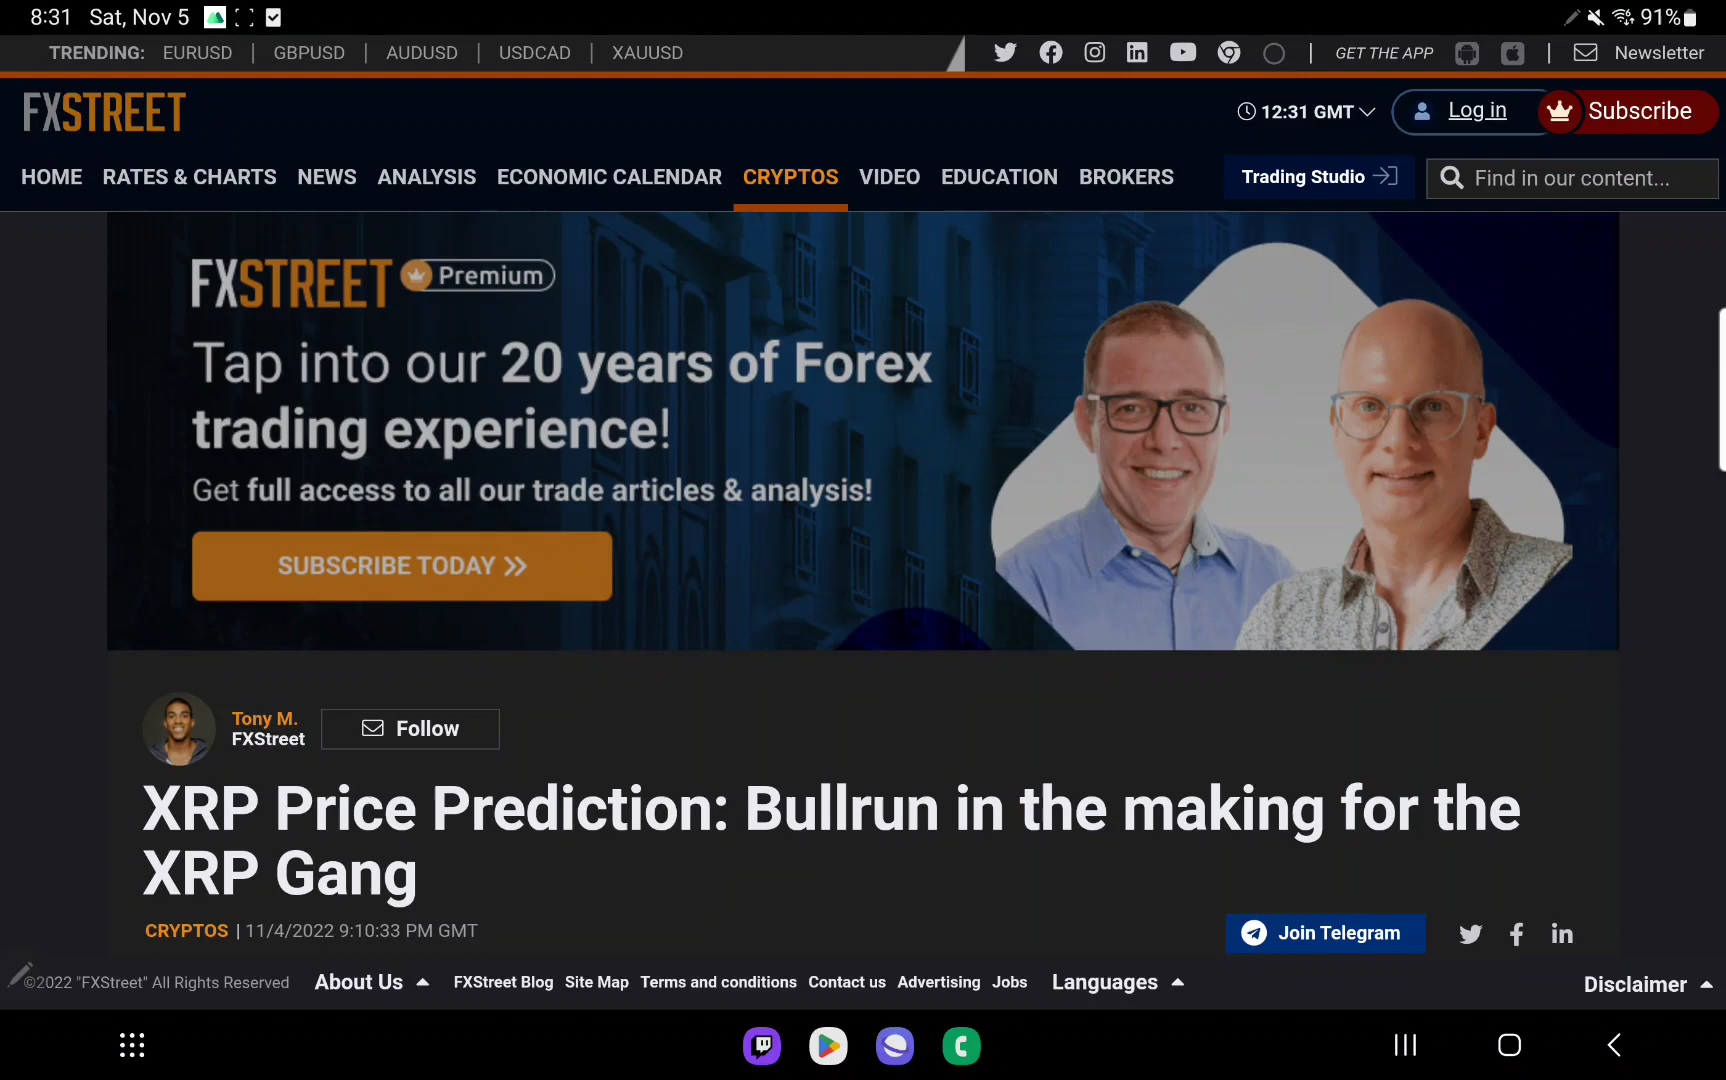 8:31 Sat, Nov 5
91%
TRENDING: EURUSD | GBPUSD | AUDUSD | USDCAD | XAUUSD
GET THE APP | Newsletter
FXSTREET
12:31 GMT
Log in
Subscribe
HOME RATES & CHARTS NEWS ANALYSIS ECONOMIC CALENDAR CRYPTOS VIDEO EDUCATION BROKERS
Trading Studio
Find in our content...
FXSTREET Premium
Tap into our 20 years of Forex
trading experience!
Get full access to all our trade articles & analysis!
SUBSCRIBE TODAY
Tony M.
FXStreet
Follow
XRP Price Prediction: Bullrun in the making for the
XRP Gang
CRYPTOS | 11/4/2022 9:10:33 PM GMT
Join Telegram
©2022 "FXStreet" All Rights Reserved
About Us
FXStreet Blog Site Map Terms and conditions Contact us Advertising Jobs
Languages
Disclaimer